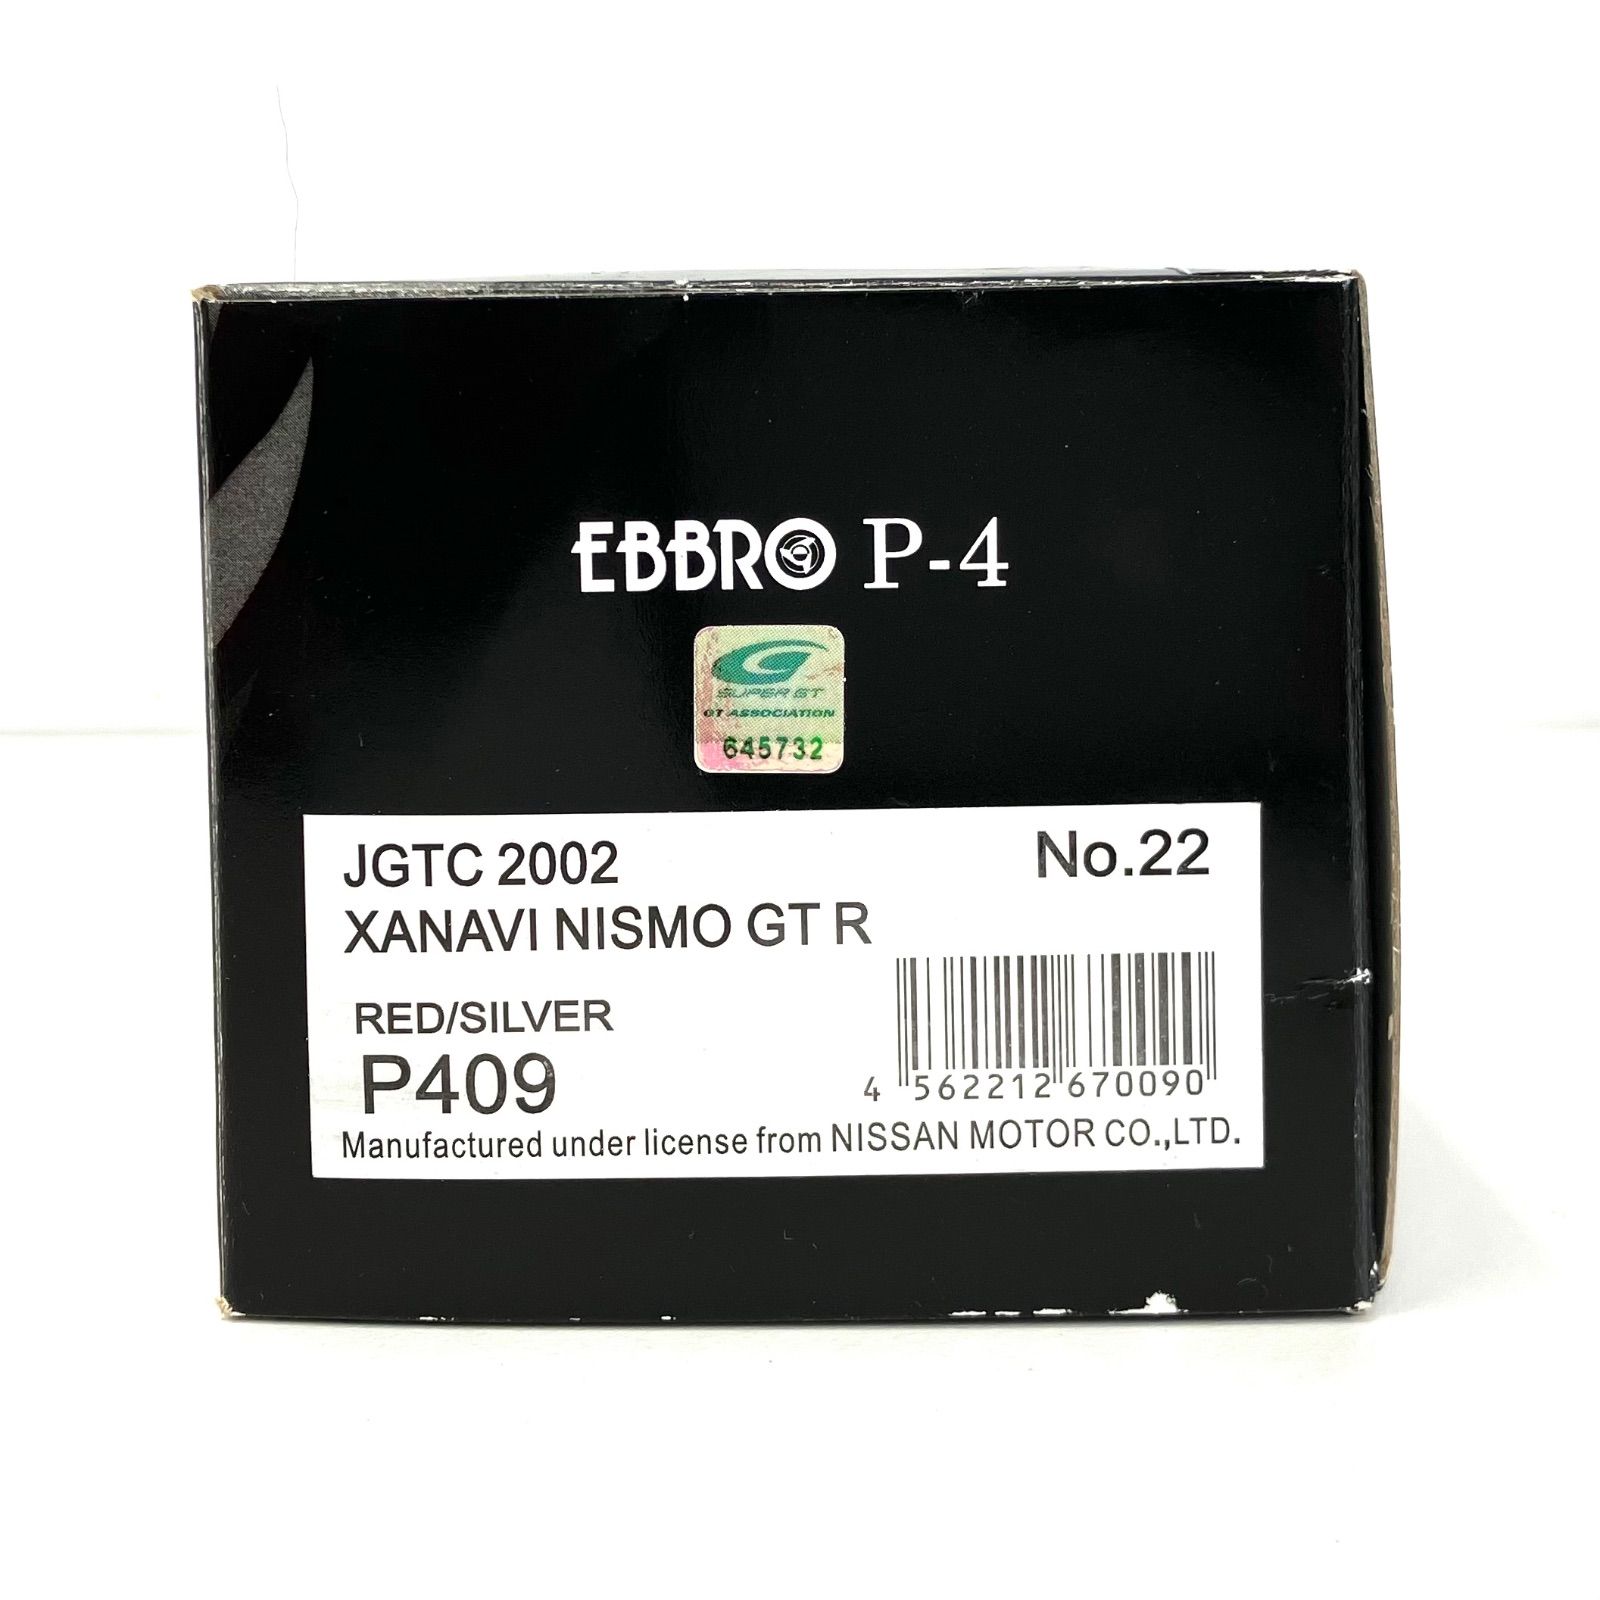 EBBRO P-4
SUPER GT
GT ASSOCIATION
645732
JGTC 2002 No.22
XANAVI NISMO GT R
RED/SILVER
P409
4 562212 670090
Manufactured under license from NISSAN MOTOR CO.,LTD.